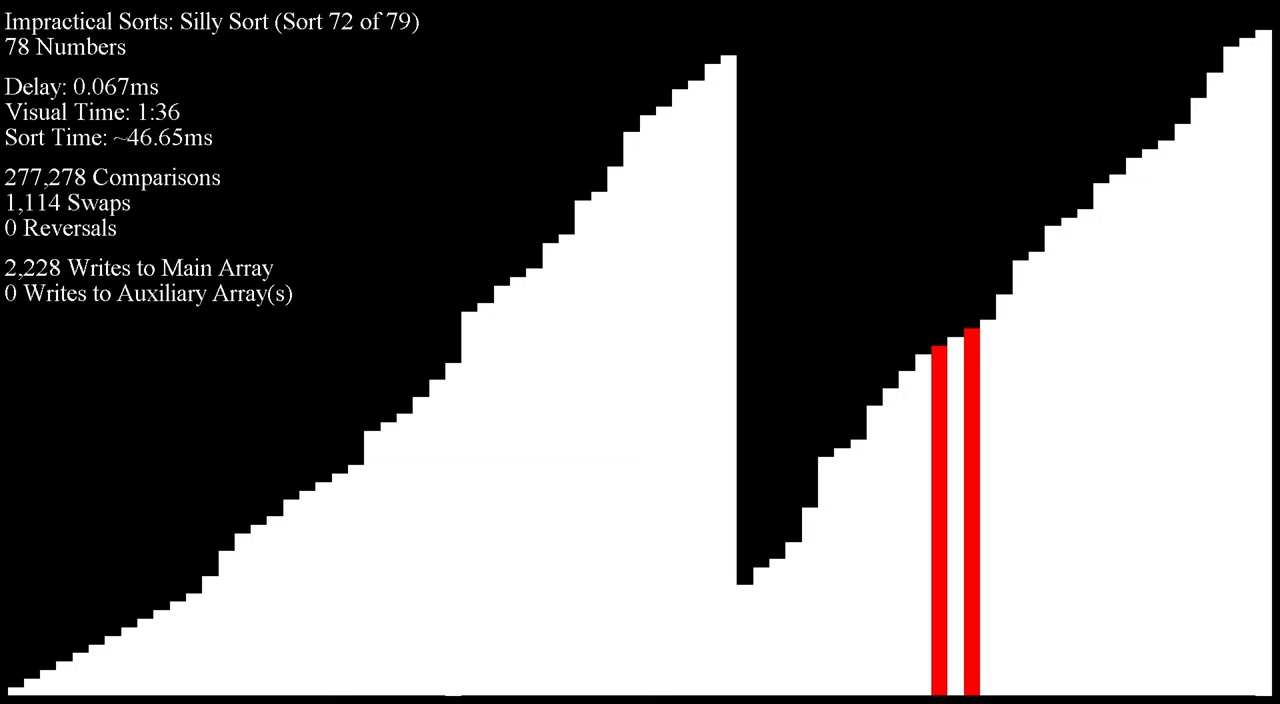 Impractical Sorts: Silly Sort (Sort 72 of 79)
78 Numbers
Delay: 0.067ms
Visual Time: 1:36
Sort Time: ~46.65ms
277,278 Comparisons
1,114 Swaps
0 Reversals
2,228 Writes to Main Array
0 Writes to Auxiliary Array(s)